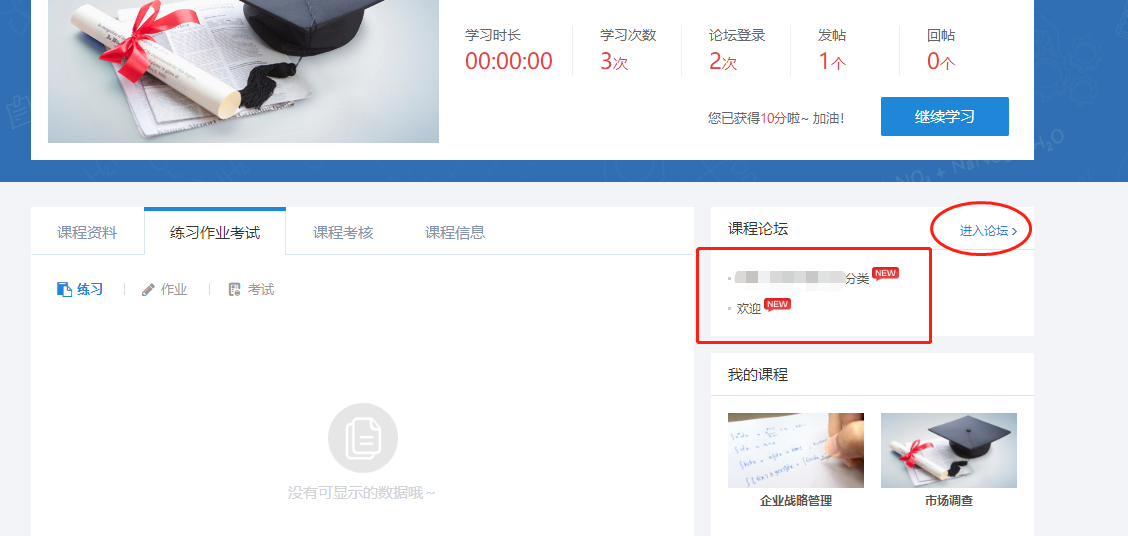 学习时长 学习次数 论坛登录 发帖 回帖
00:00:00 3次 2次 1个 0个
您已获得10分啦~ 加油！ 继续学习
课程资料 练习作业考试 课程考核 课程信息
练习 作业 考试
没有可显示的数据哦～
课程论坛 进入论坛 >
分类 NEW
欢迎 NEW
我的课程
企业战略管理 市场调查